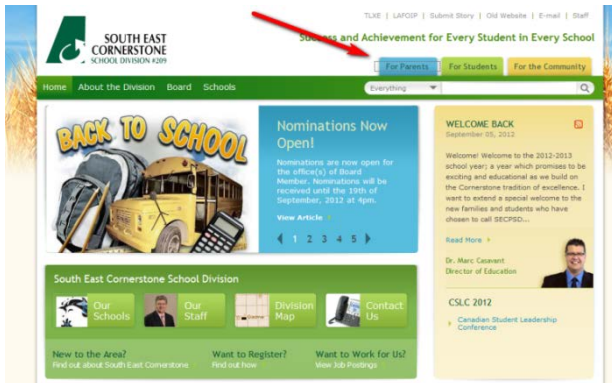 TLXE | LAFOIP | Submit Story | Old Website | E-mail | Staff
SOUTH EAST
CORNERSTONE
SCHOOL DIVISION #209
Success and Achievement for Every Student in Every School
For Parents For Students For the Community
Home About the Division Board Schools Everything
BACK TO SCHOOL
Nominations Now
Open!
Nominations are now open for
the office(s) of Board
Member. Nominations will be
received until the 19th of
September, 2012 at 4pm.
View Article
1 2 3 4 5
WELCOME BACK
September 05, 2012
Welcome! Welcome to the 2012-2013
school year; a year which promises to be
exciting and educational as we build on
the Cornerstone tradition of excellence. I
want to extend a special welcome to the
new families and students who have
chosen to call SECPSD...
Read More
Dr. Marc Casavant
Director of Education
South East Cornerstone School Division
Our
Schools
Our
Staff
Division
Map
Contact
Us
CSLC 2012
Canadian Student Leadership
Conference
New to the Area?
Find out about South East Cornerstone
Want to Register?
Find out how
Want to Work for Us?
View Job Postings